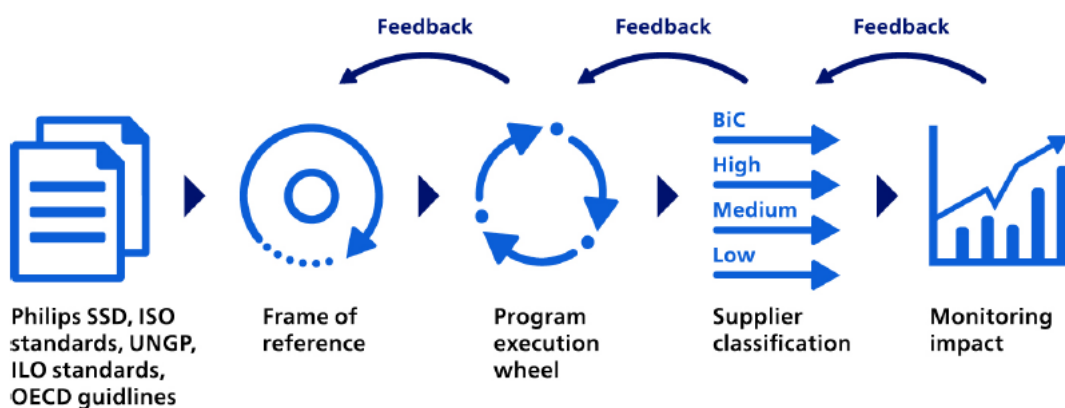 Feedback
Feedback
Feedback
BiC
High
Medium
Low
Philips SSD, ISO
standards, UNGP,
ILO standards,
OECD guidlines
Frame of
reference
Program
execution
wheel
Supplier
classification
Monitoring
impact